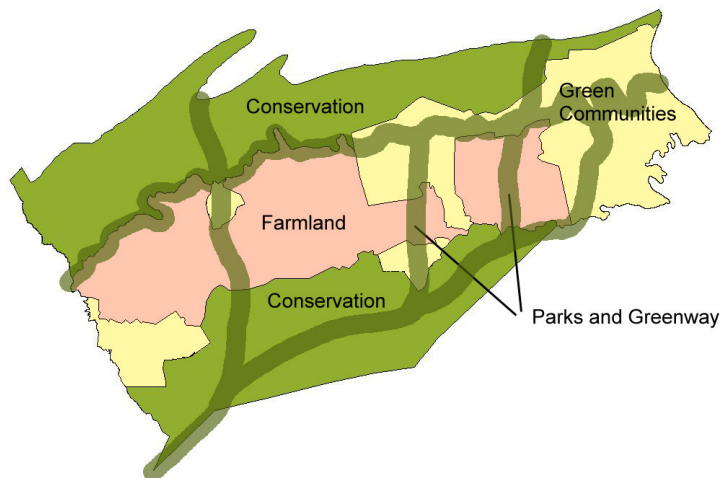 Green
Communities
Conservation
Farmland
Conservation
Parks and Greenway